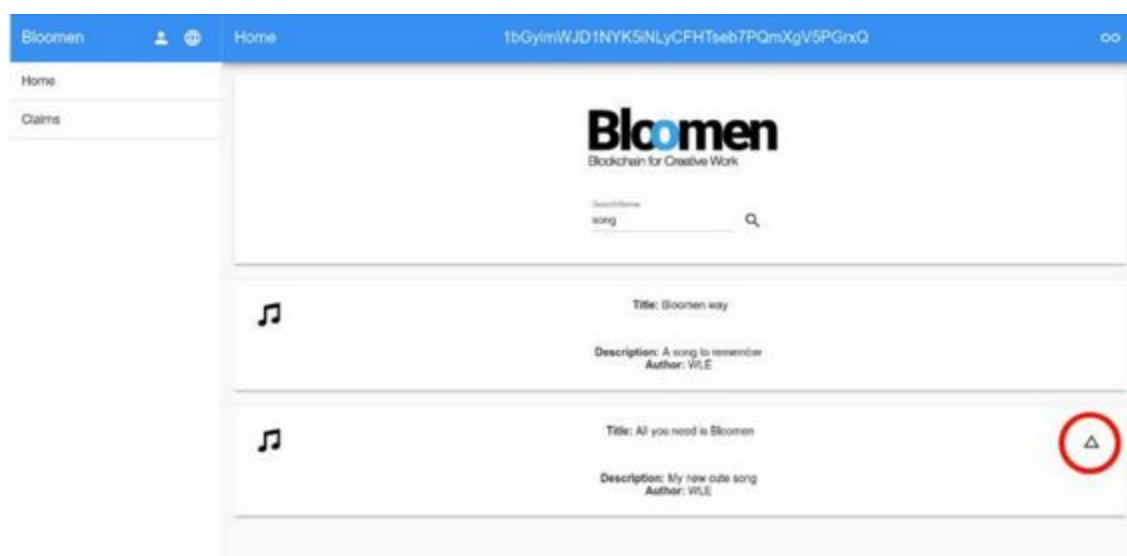 Bloomen
Home
1bGyimWJD1NYK5iNLyCFHTseb7PQmXgV5PGrxQ
Home
Claims
Bloomen
Blockchain for Creative Work
song
Title: Bloomen way
Description: A song to remember
Author: WLE
Title: All you need is Bloomen
Description: My new cute song
Author: WLE